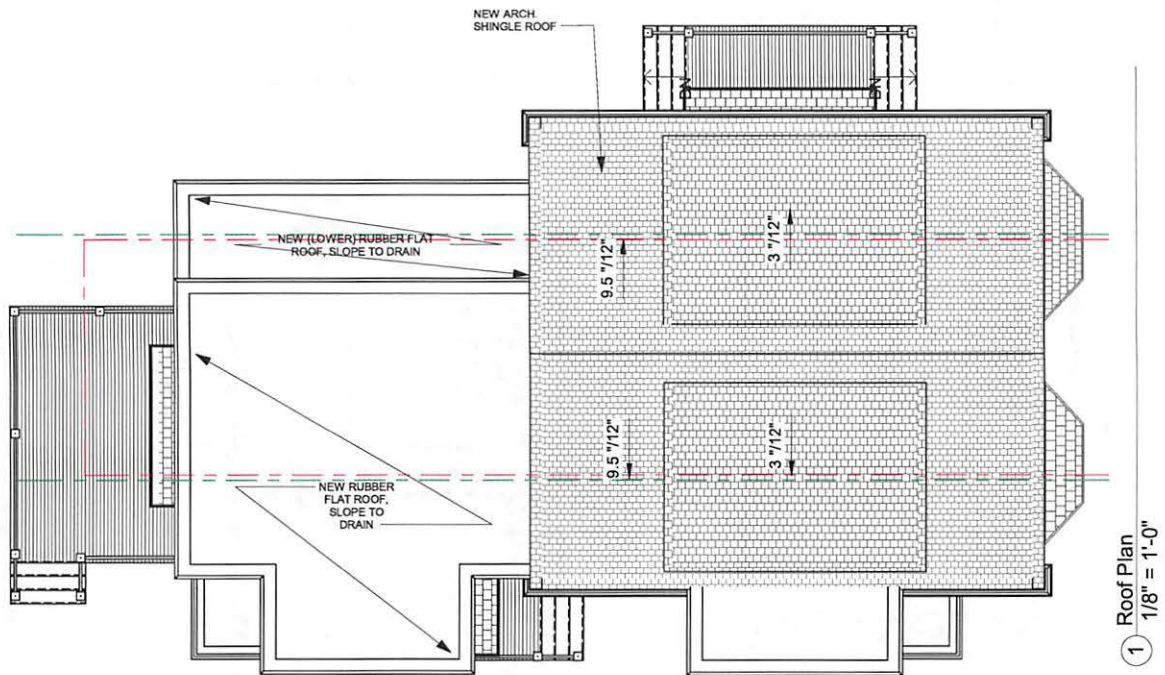 NEW ARCH.
SHINGLE ROOF
DN
DN
NEW (LOWER) RUBBER FLAT
ROOF, SLOPE TO DRAIN
9.5 "/12"
3 "/12"
9.5 "/12"
3 "/12"
NEW RUBBER
FLAT ROOF,
SLOPE TO
DRAIN
1 Roof Plan
1/8" = 1'-0"